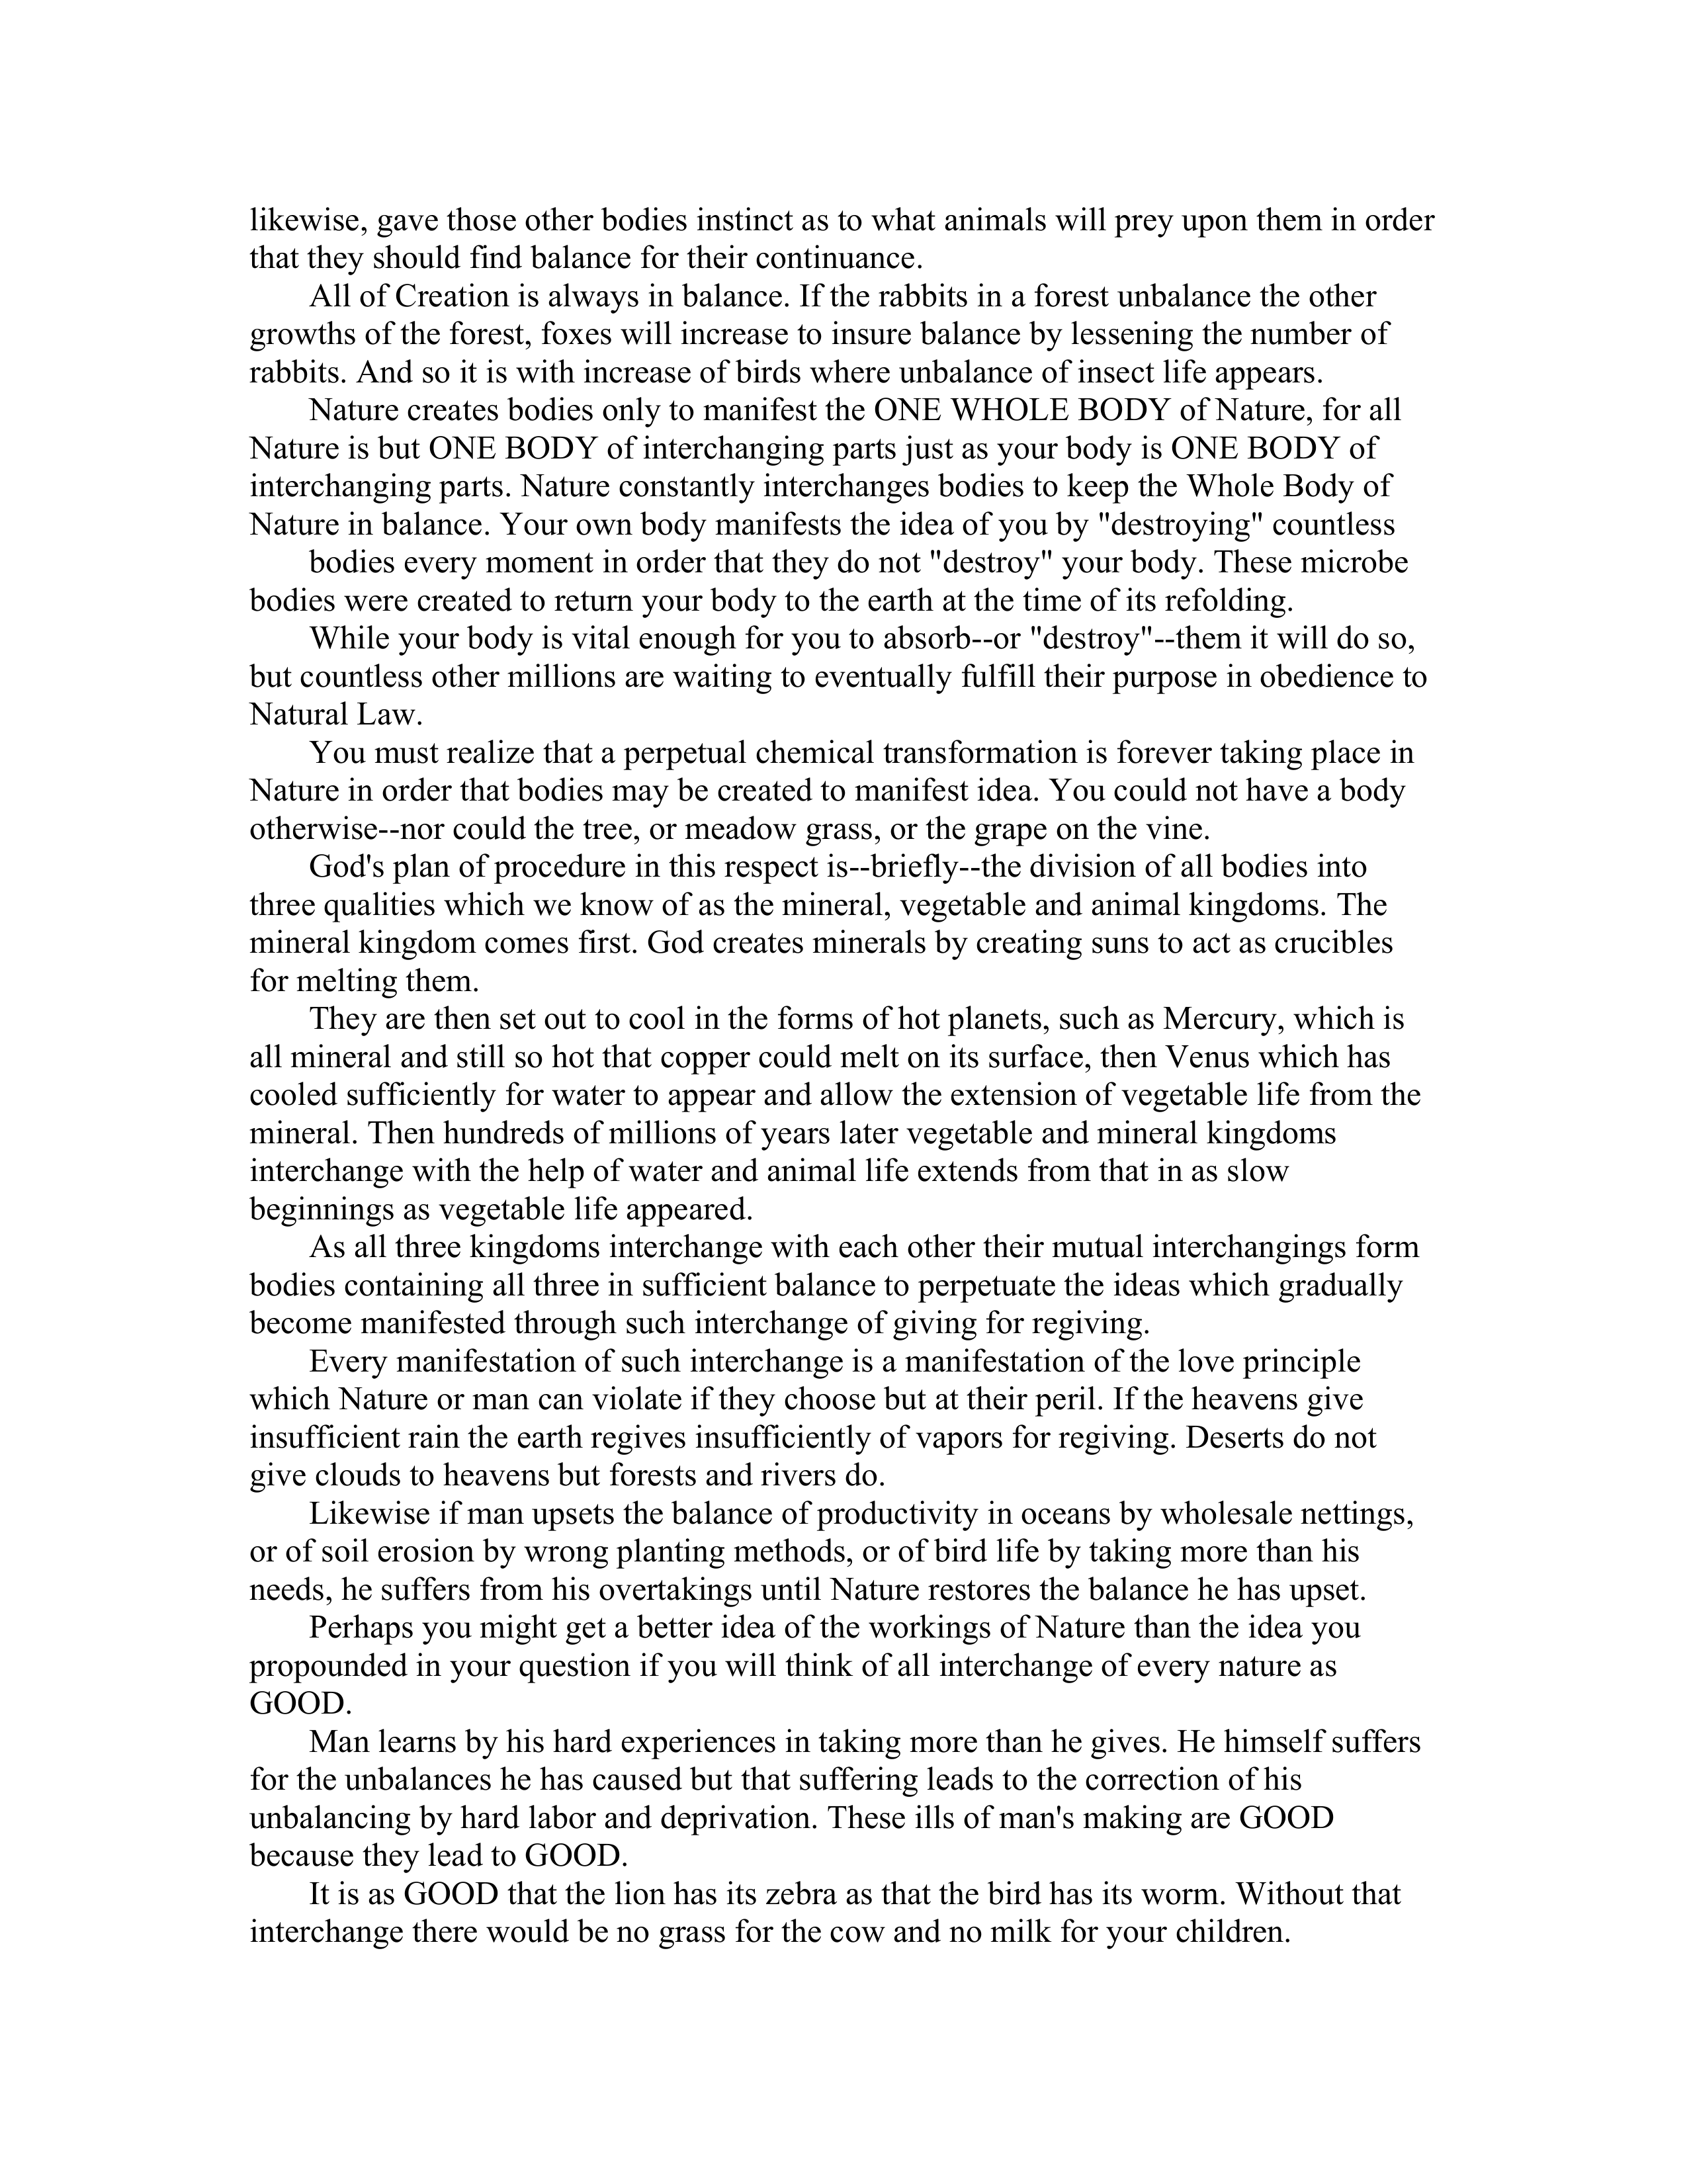 likewise, gave those other bodies instinct as to what animals will prey upon them in order
that they should find balance for their continuance.
All of Creation is always in balance. If the rabbits in a forest unbalance the other
growths of the forest, foxes will increase to insure balance by lessening the number of
rabbits. And so it is with increase of birds where unbalance of insect life appears.
Nature creates bodies only to manifest the ONE WHOLE BODY of Nature, for all
Nature is but ONE BODY of interchanging parts just as your body is ONE BODY of
interchanging parts. Nature constantly interchanges bodies to keep the Whole Body of
Nature in balance. Your own body manifests the idea of you by "destroying" countless
bodies every moment in order that they do not "destroy" your body. These microbe
bodies were created to return your body to the earth at the time of its refolding.
While your body is vital enough for you to absorb--or "destroy"--them it will do so,
but countless other millions are waiting to eventually fulfill their purpose in obedience to
Natural Law.
You must realize that a perpetual chemical transformation is forever taking place in
Nature in order that bodies may be created to manifest idea. You could not have a body
otherwise--nor could the tree, or meadow grass, or the grape on the vine.
God's plan of procedure in this respect is--briefly--the division of all bodies into
three qualities which we know of as the mineral, vegetable and animal kingdoms. The
mineral kingdom comes first. God creates minerals by creating suns to act as crucibles
for melting them.
They are then set out to cool in the forms of hot planets, such as Mercury, which is
all mineral and still so hot that copper could melt on its surface, then Venus which has
cooled sufficiently for water to appear and allow the extension of vegetable life from the
mineral. Then hundreds of millions of years later vegetable and mineral kingdoms
interchange with the help of water and animal life extends from that in as slow
beginnings as vegetable life appeared.
As all three kingdoms interchange with each other their mutual interchangings form
bodies containing all three in sufficient balance to perpetuate the ideas which gradually
become manifested through such interchange of giving for regiving.
Every manifestation of such interchange is a manifestation of the love principle
which Nature or man can violate if they choose but at their peril. If the heavens give
insufficient rain the earth regives insufficiently of vapors for regiving. Deserts do not
give clouds to heavens but forests and rivers do.
Likewise if man upsets the balance of productivity in oceans by wholesale nettings,
or of soil erosion by wrong planting methods, or of bird life by taking more than his
needs, he suffers from his overtakings until Nature restores the balance he has upset.
Perhaps you might get a better idea of the workings of Nature than the idea you
propounded in your question if you will think of all interchange of every nature as
GOOD.
Man learns by his hard experiences in taking more than he gives. He himself suffers
for the unbalances he has caused but that suffering leads to the correction of his
unbalancing by hard labor and deprivation. These ills of man's making are GOOD
because they lead to GOOD.
It is as GOOD that the lion has its zebra as that the bird has its worm. Without that
interchange there would be no grass for the cow and no milk for your children.